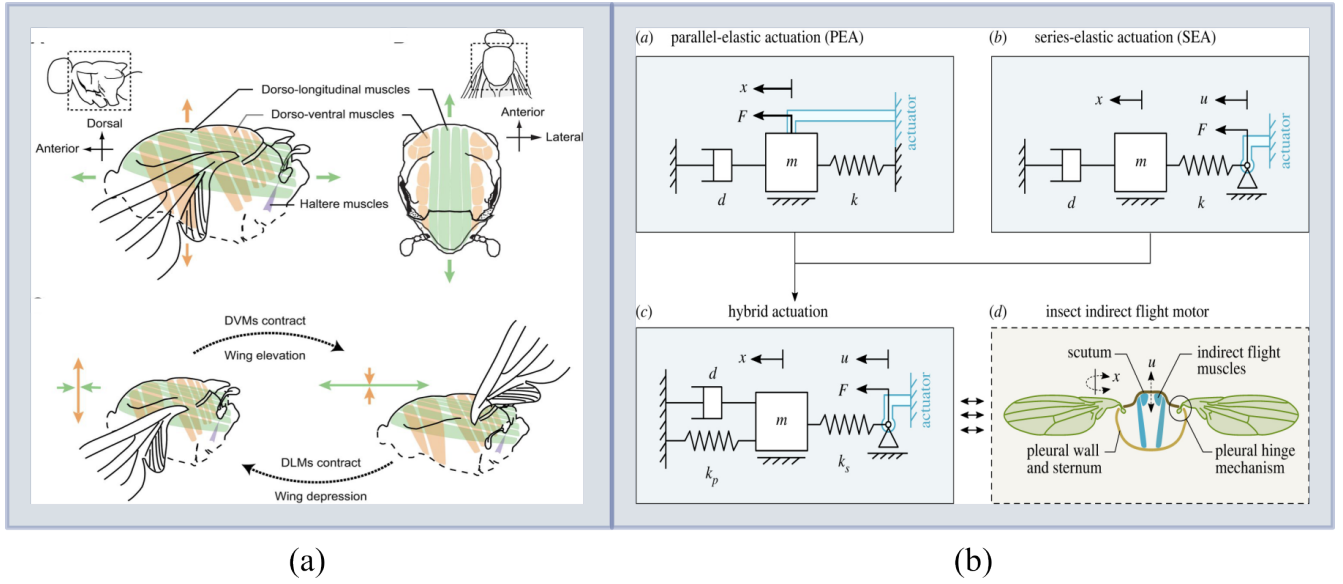 Dorso-longitudinal muscles
Dorso-ventral muscles
Dorsal
Anterior
Anterior
Lateral
Haltere muscles
DVMs contract
Wing elevation
DLMs contract
Wing depression
(a)
(a) parallel-elastic actuation (PEA)
x
F
actuator
m
d
k
(b) series-elastic actuation (SEA)
x
u
F
actuator
m
d
k
(c) hybrid actuation
x
u
d
F
actuator
m
k_p
k_s
(d) insect indirect flight motor
scutum
u
indirect flight
muscles
x
pleural wall
and sternum
pleural hinge
mechanism
(b)